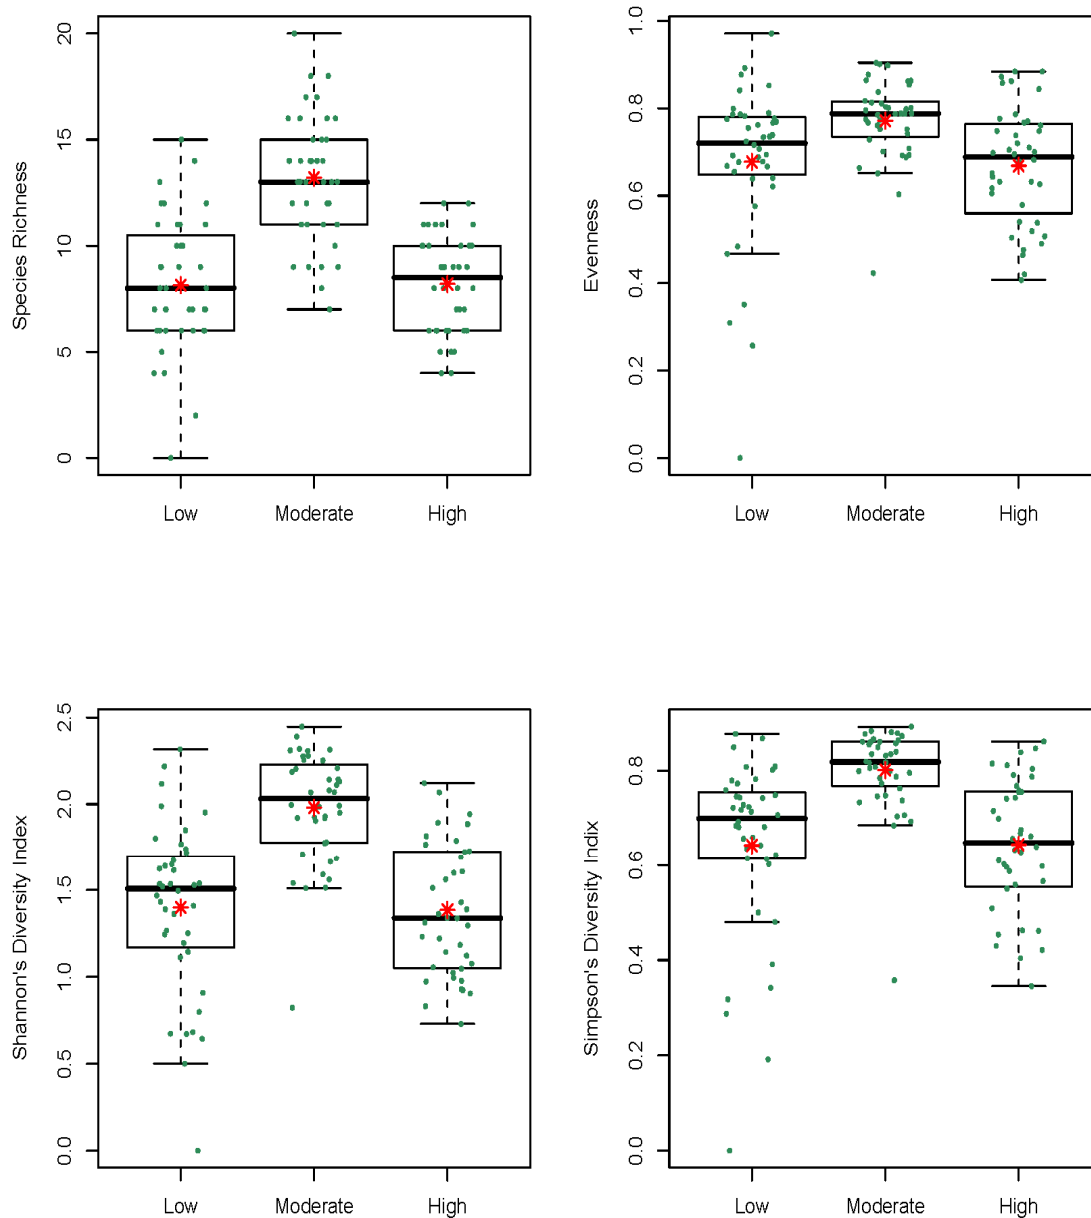 Species Richness
20
15
10
5
0
Low Moderate High
Evenness
1.0
0.8
0.6
0.4
0.2
0.0
Low Moderate High
Shannon's Diversity Index
2.5
2.0
1.5
1.0
0.5
0.0
Low Moderate High
Simpson's Diversity Indix
0.8
0.6
0.4
0.2
0.0
Low Moderate High